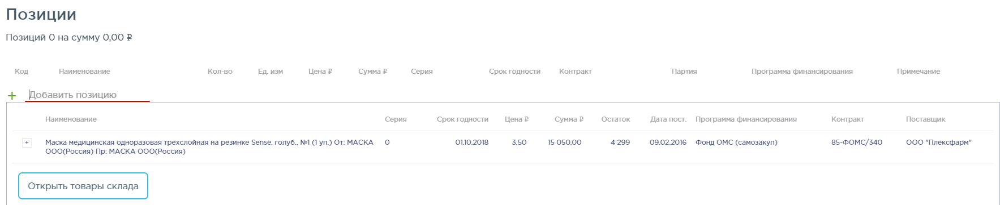 Позиции
Позиций 0 на сумму 0,00 ₽
Код Наименование Кол-во Ед. изм Цена ₽ Сумма ₽ Серия Срок годности Контракт Партия Программа финансирования Примечание
+ Добавить позицию
Наименование Серия Срок годности Цена ₽ Сумма ₽ Остаток Дата пост. Программа финансирования Контракт Поставщик
+ Маска медицинская одноразовая трехслойная на резинке Sense, голуб., №1 (1 уп.) От: МАСКА 0 01.10.2018 3,50 15 050,00 4 299 09.02.2016 Фонд ОМС (самозакуп) 85-ФОМС/340 ООО "Плексфарм"
ООО(Россия) Пр: МАСКА ООО(Россия)
Открыть товары склада